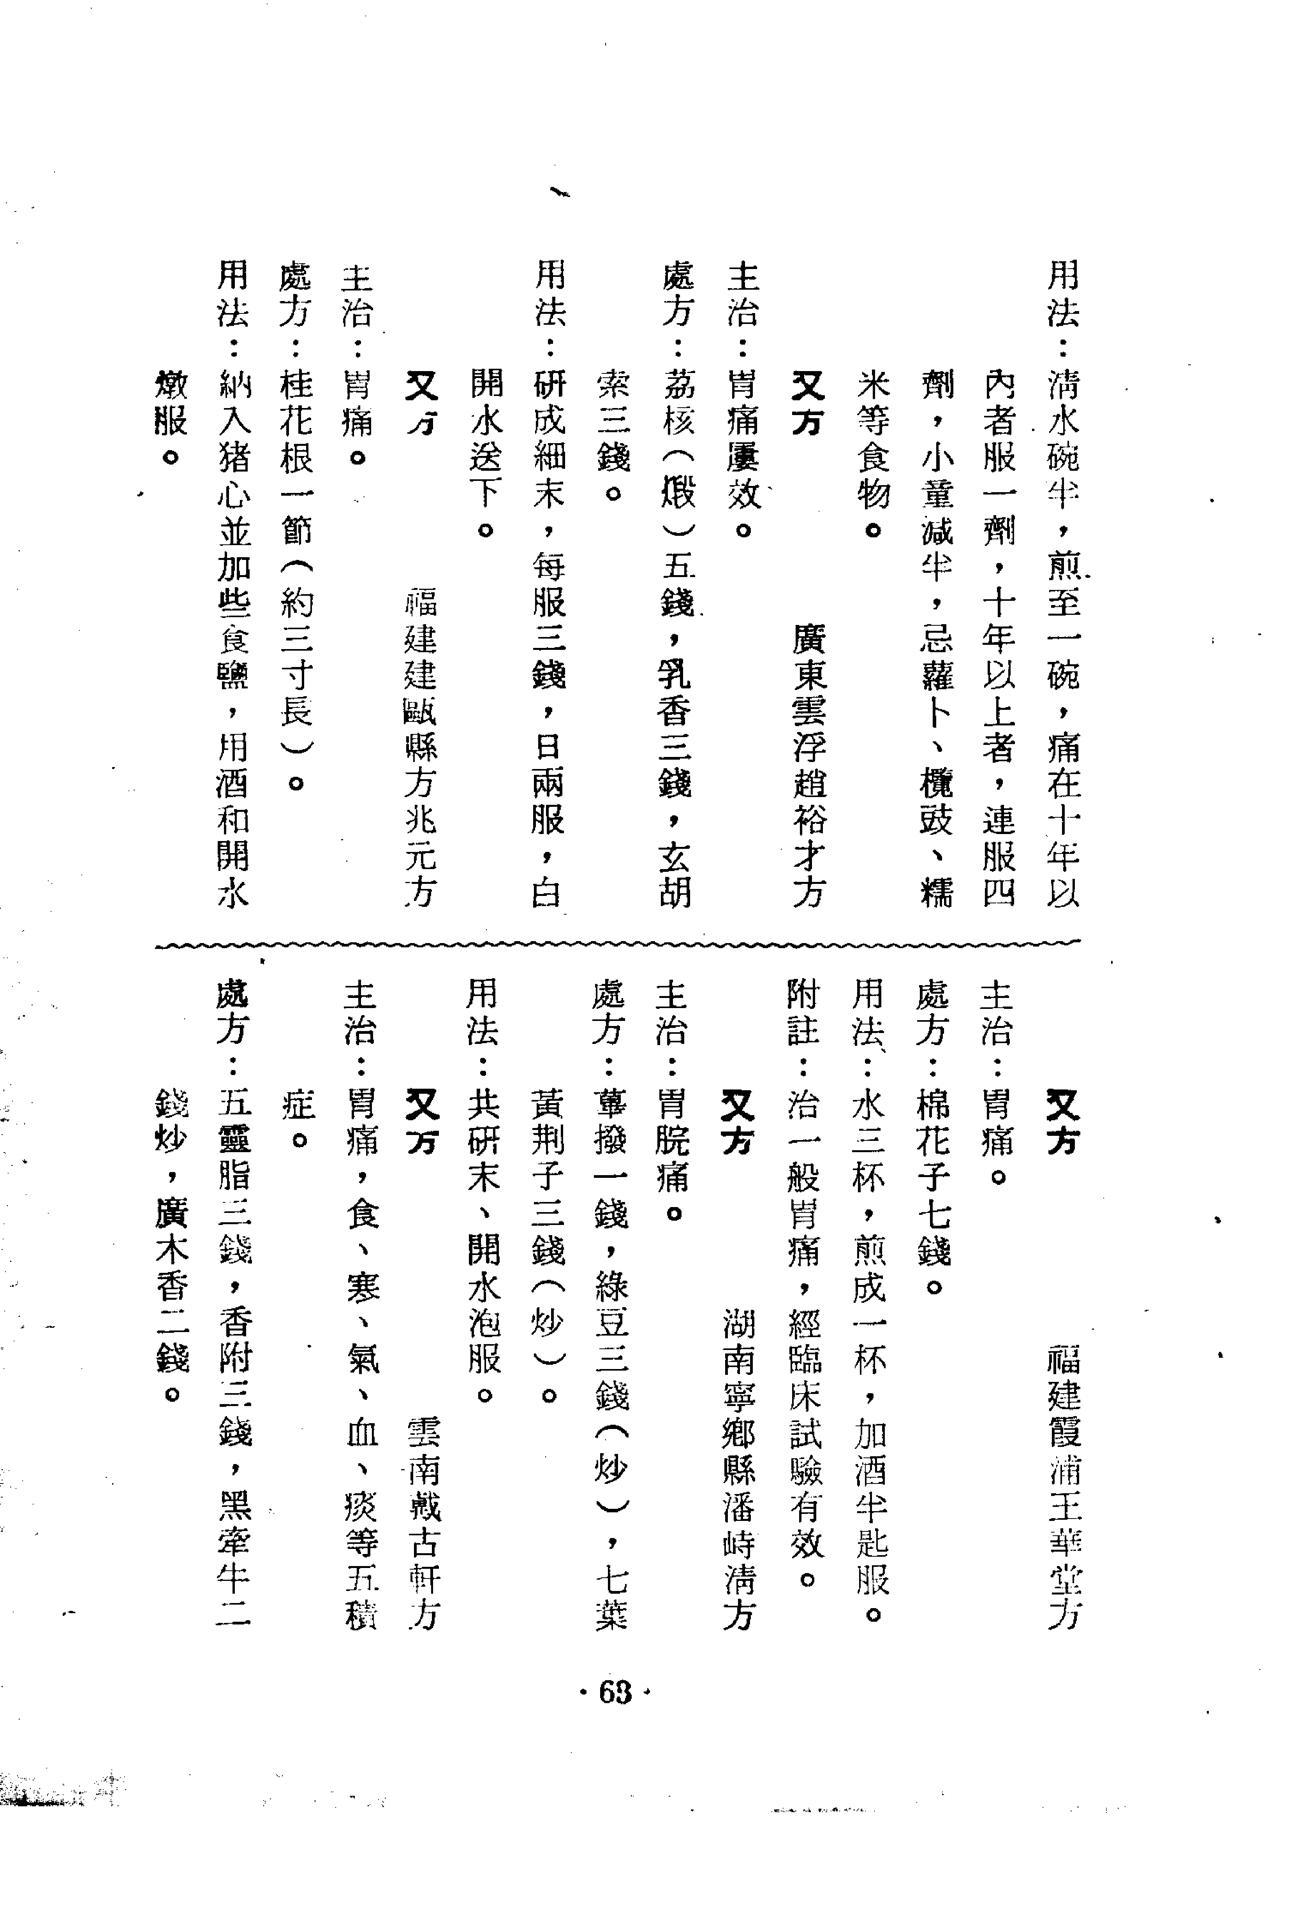 用法：淸水碗半，煎至一碗，痛在十年以
內者服一劑，十年以上者，連服四
劑，小童減半，忌蘿卜、欖豉、糯
米等食物。
又方　廣東雲浮趙裕才方
主治：胃痛屢效。
處方：荔核（煅）五錢，乳香三錢，玄胡
索三錢。
用法：研成細末，每服三錢，日兩服，白
開水送下。
又方　福建建甌縣方兆元方
主治：胃痛。
處方：桂花根一節（約三寸長）。
用法：納入猪心並加些食鹽，用酒和開水
燉服。
又方　福建霞浦王華堂方
主治：胃痛。
處方：棉花子七錢。
用法：水三杯，煎成一杯，加酒半匙服。
附註：治一般胃痛，經臨床試驗有效。
又方　湖南寧鄉縣潘峙淸方
主治：胃脘痛。
處方：蓽撥一錢，綠豆三錢（炒），七葉
黃荆子三錢（炒）。
用法：共研末、開水泡服。
又方　雲南戴古軒方
主治：胃痛，食、寒、氣、血、痰等五積
症。
處方：五靈脂三錢，香附三錢，黑牽牛二
錢炒，廣木香二錢。
·63·